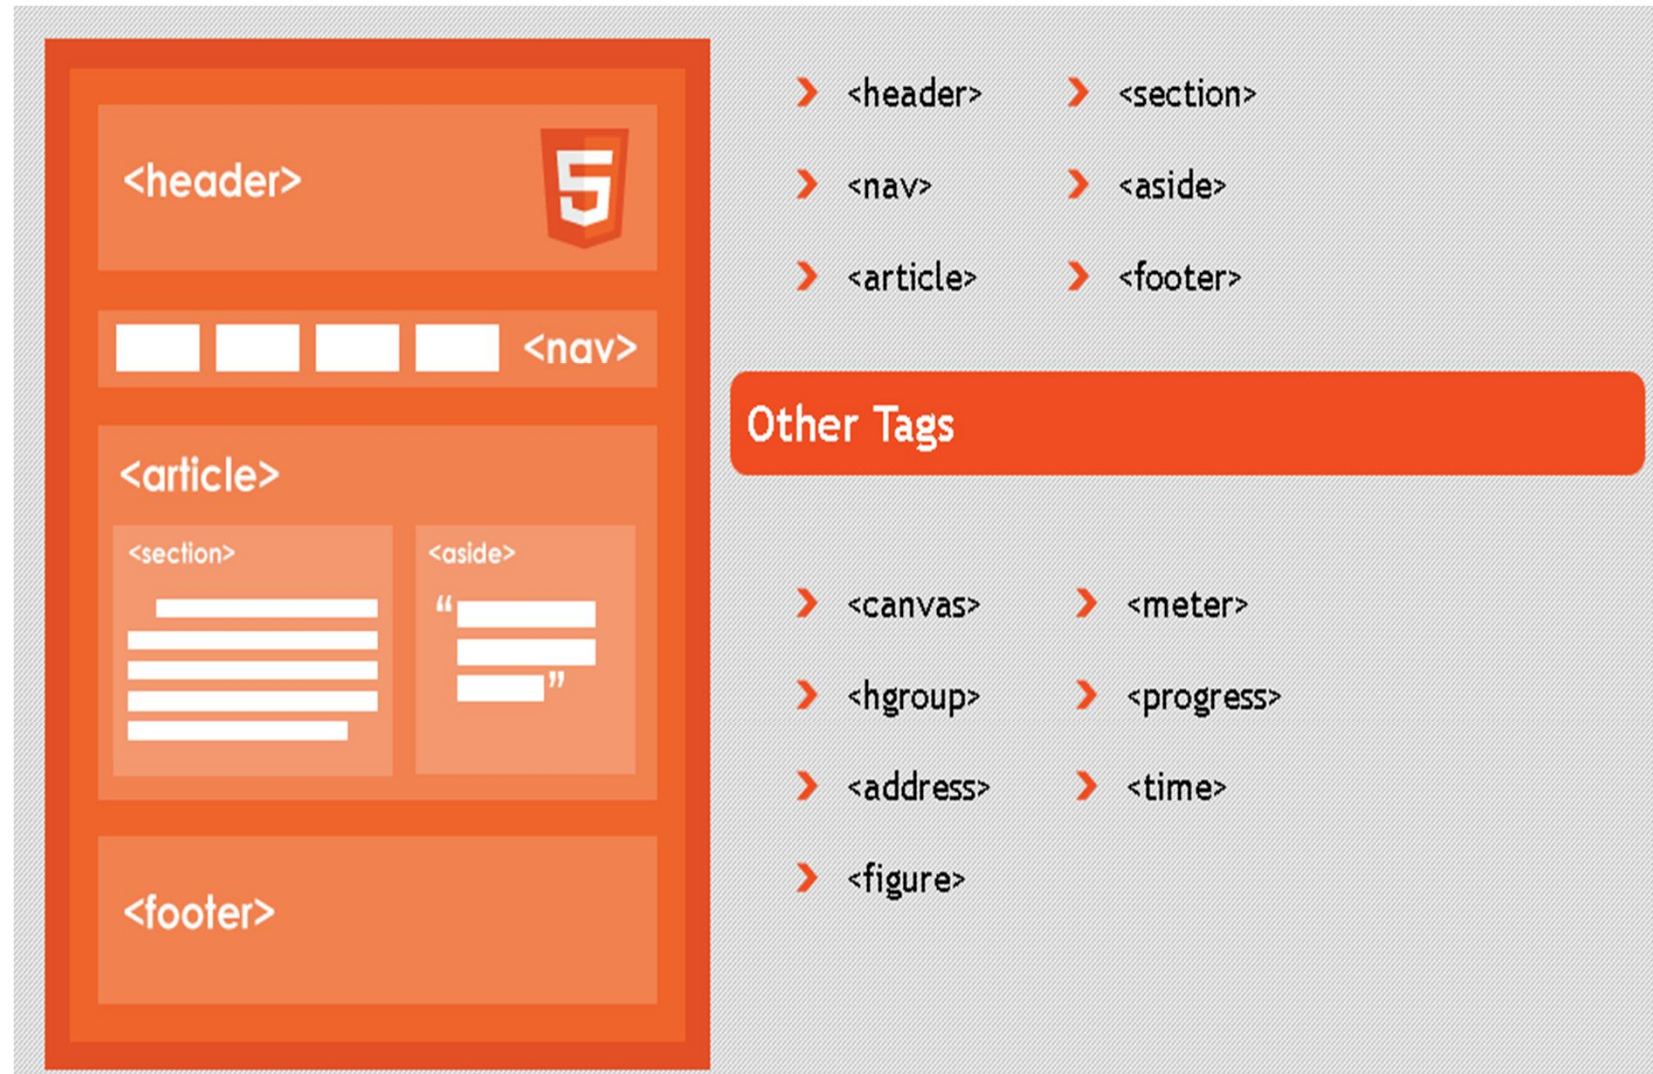 <header>
5
<nav>
<article>
<section> <aside>
“
”
<footer>
<header> <section>
<nav> <aside>
<article> <footer>
Other Tags
<canvas> <meter>
<hgroup> <progress>
<address> <time>
<figure>